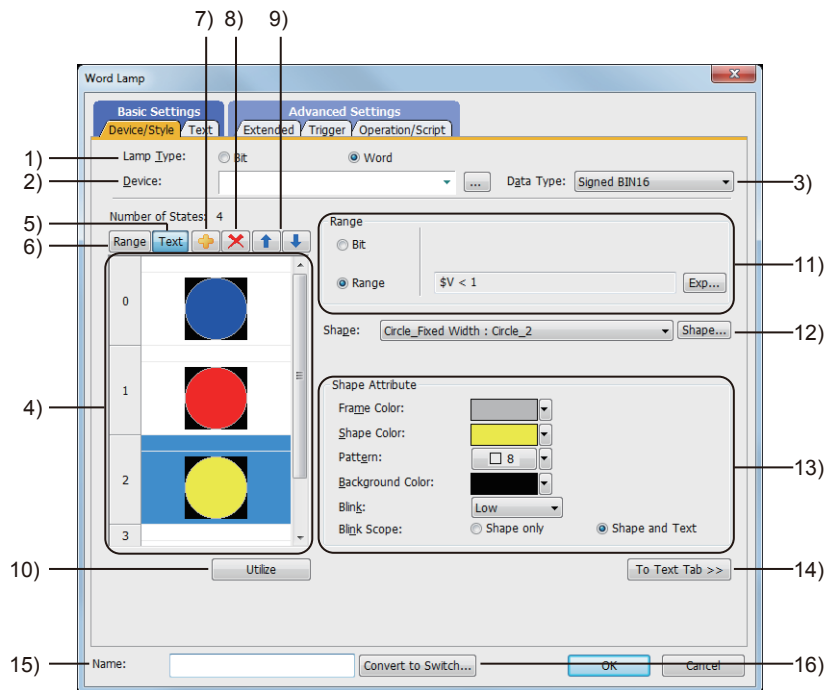 7) 8) 9)
Word Lamp
Basic Settings Advanced Settings
Device/Style Text Extended Trigger Operation/Script
1) Lamp Type: Bit Word
2) Device: ... Data Type: Signed BIN16 3)
Number of States: 4
5)
6) Range Text
Range
Bit
Range $V < 1 Exp... 11)
0
Shape: Circle_Fixed Width : Circle_2 Shape... 12)
4)
1
2
3
Shape Attribute
Frame Color:
Shape Color:
Pattern: 8
Background Color:
13)
Blink: Low
Blink Scope: Shape only Shape and Text
10) Utilize To Text Tab >> 14)
15) Name: Convert to Switch... OK Cancel 16)